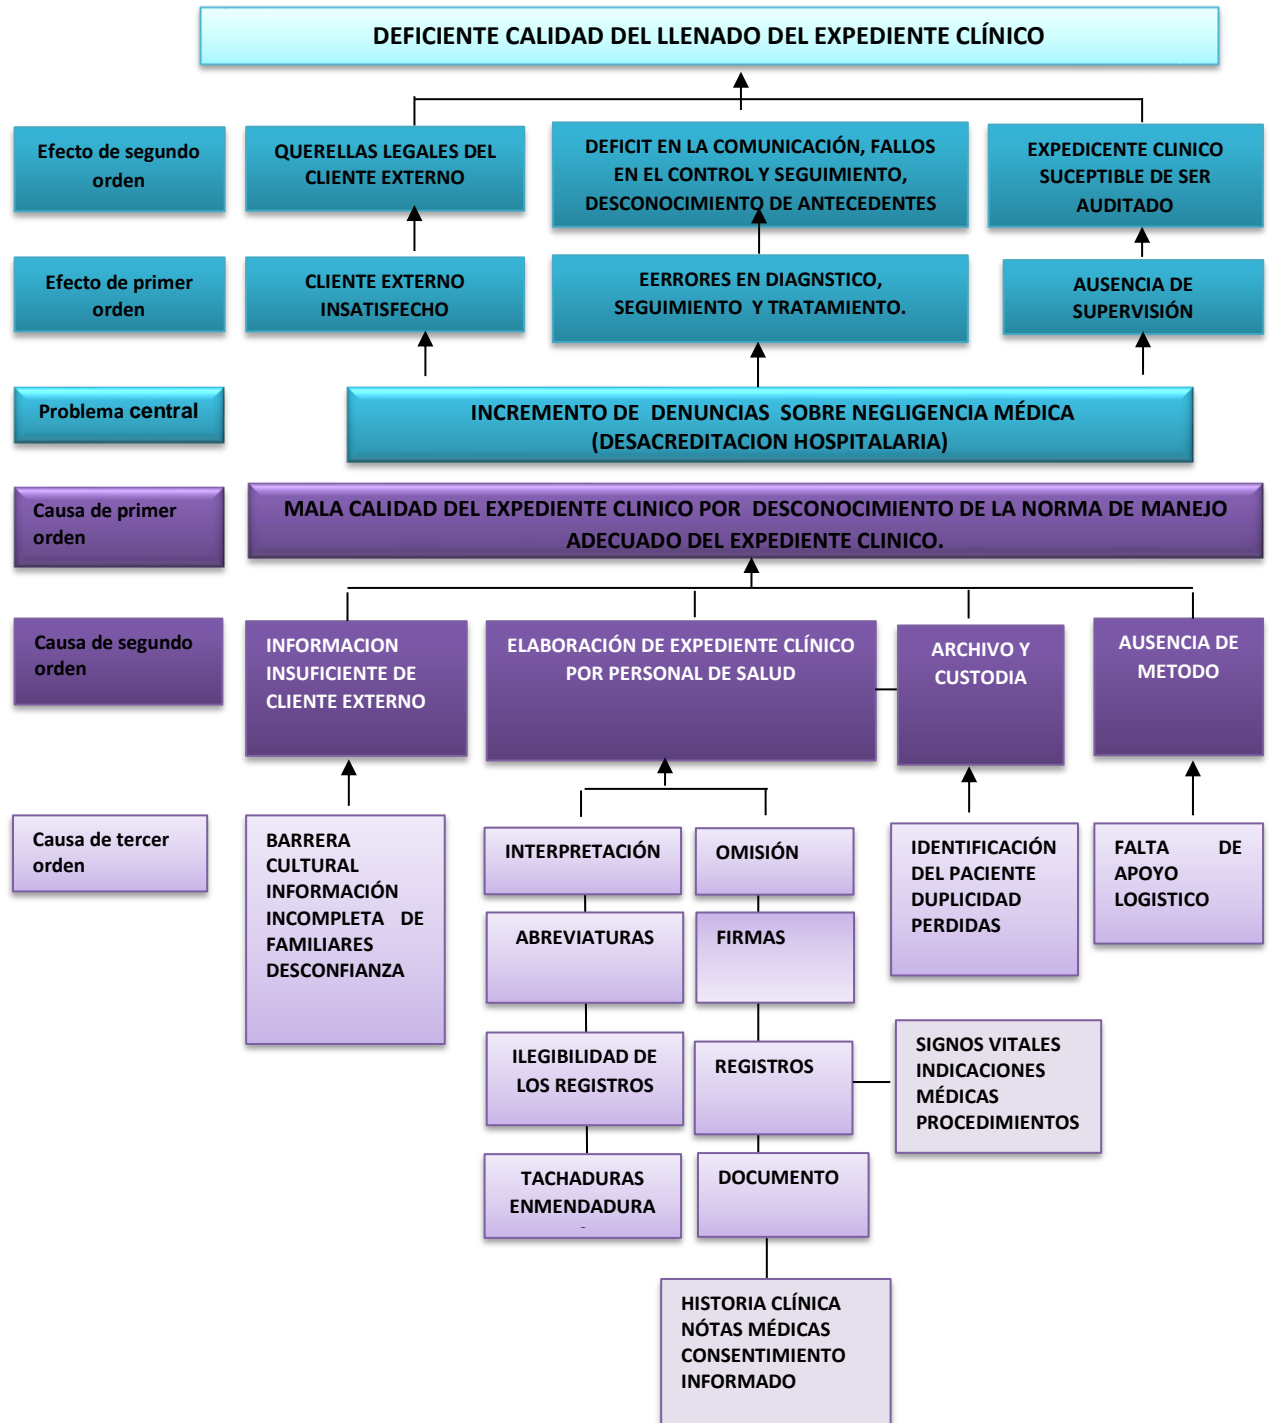 DEFICIENTE CALIDAD DEL LLENADO DEL EXPEDIENTE CLÍNICO
Efecto de segundo
orden
QUERELLAS LEGALES DEL
CLIENTE EXTERNO
DEFICIT EN LA COMUNICACIÓN, FALLOS
EN EL CONTROL Y SEGUIMIENTO,
DESCONOCIMIENTO DE ANTECEDENTES
EXPEDICENTE CLINICO
SUCEPTIBLE DE SER
AUDITADO
Efecto de primer
orden
CLIENTE EXTERNO
INSATISFECHO
EERRORES EN DIAGNSTICO,
SEGUIMIENTO Y TRATAMIENTO.
AUSENCIA DE
SUPERVISIÓN
Problema central
INCREMENTO DE DENUNCIAS SOBRE NEGLIGENCIA MÉDICA
(DESACREDITACION HOSPITALARIA)
Causa de primer
orden
MALA CALIDAD DEL EXPEDIENTE CLINICO POR DESCONOCIMIENTO DE LA NORMA DE MANEJO
ADECUADO DEL EXPEDIENTE CLINICO.
Causa de segundo
orden
INFORMACION
INSUFICIENTE DE
CLIENTE EXTERNO
ELABORACIÓN DE EXPEDIENTE CLÍNICO
POR PERSONAL DE SALUD
ARCHIVO Y
CUSTODIA
AUSENCIA DE
METODO
Causa de tercer
orden
BARRERA
CULTURAL
INFORMACIÓN
INCOMPLETA DE
FAMILIARES
DESCONFIANZA
INTERPRETACIÓN
OMISIÓN
IDENTIFICACIÓN
DEL PACIENTE
DUPLICIDAD
PERDIDAS
FALTA DE
APOYO
LOGISTICO
ABREVIATURAS
FIRMAS
ILEGIBILIDAD DE
LOS REGISTROS
REGISTROS
SIGNOS VITALES
INDICACIONES
MÉDICAS
PROCEDIMIENTOS
TACHADURAS
ENMENDADURA
DOCUMENTO
HISTORIA CLÍNICA
NÓTAS MÉDICAS
CONSENTIMIENTO
INFORMADO